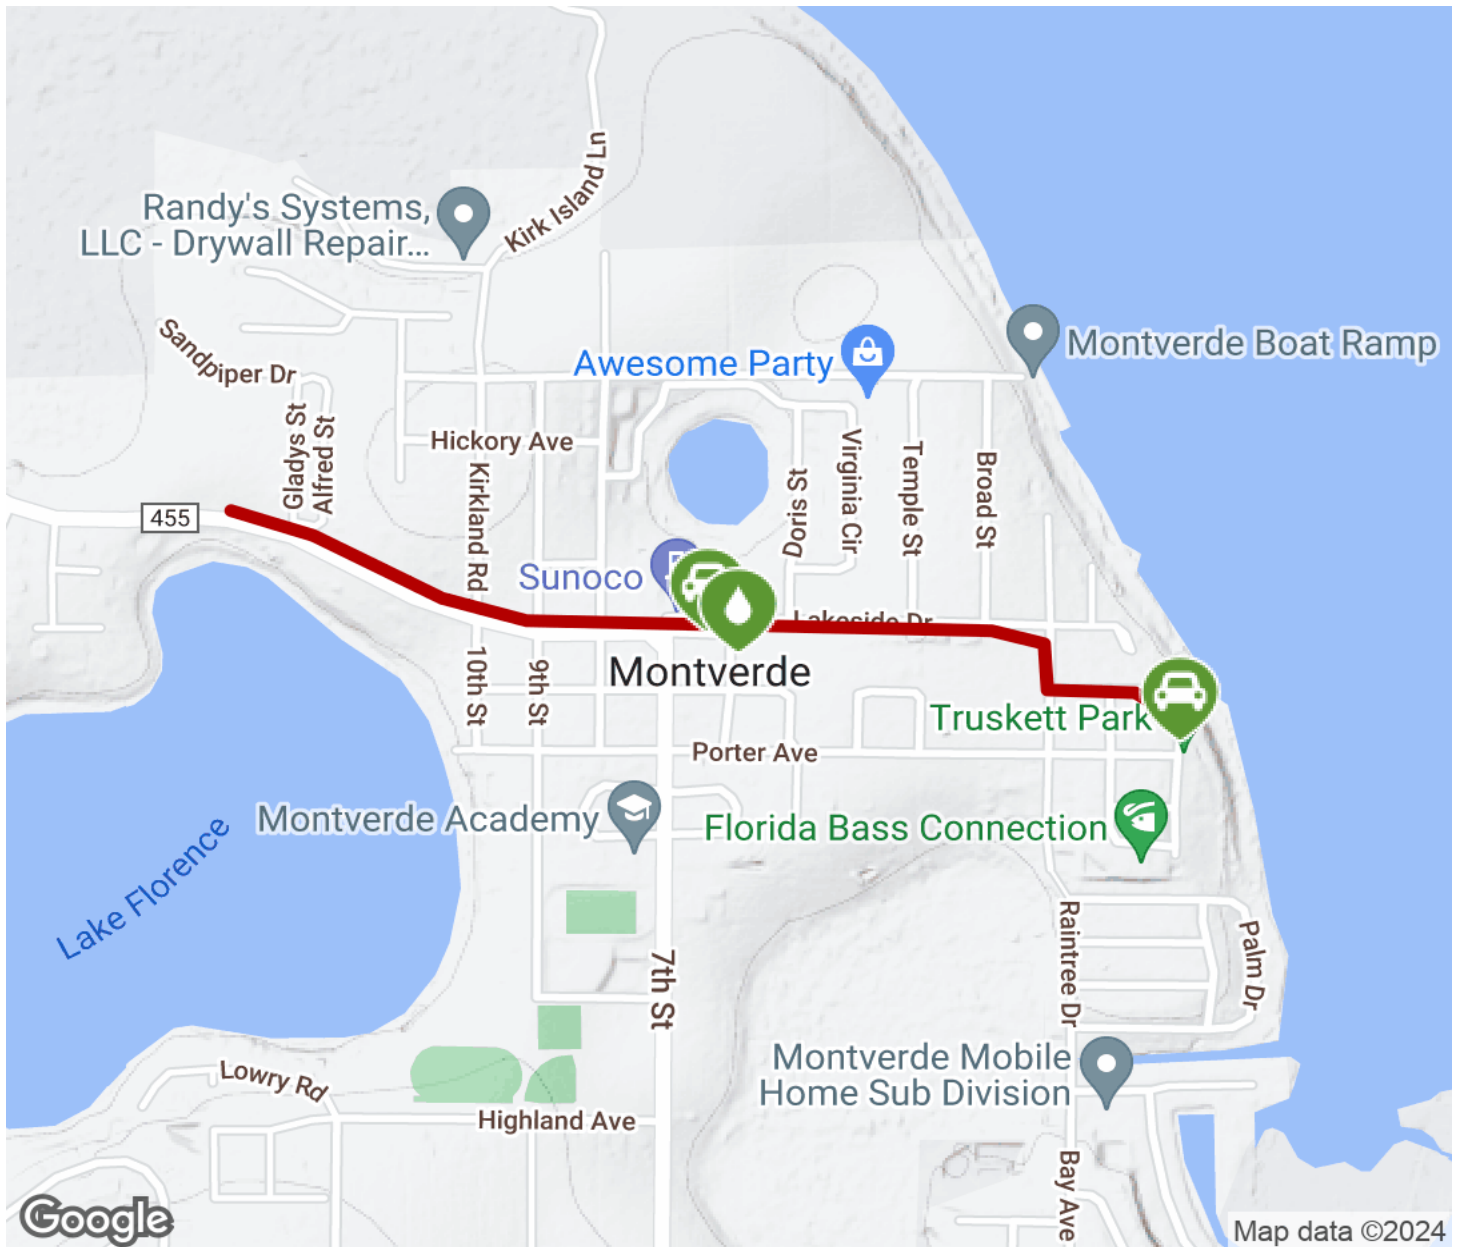 Kirk Island Ln
Randy's Systems,
LLC - Drywall Repair...
Sandpiper Dr
Awesome Party
Montverde Boat Ramp
Gladys St
Alfred St
Hickory Ave
Kirkland Rd
Doris St
Virginia Cir
Temple St
Broad St
455
Sunoco
Lakeside Dr
Montverde
10th St
9th St
Truskett Park
Porter Ave
Montverde Academy
Florida Bass Connection
Lake Florence
7th St
Raintree Dr
Palm Dr
Montverde Mobile
Home Sub Division
Lowry Rd
Highland Ave
Bay Ave
Google
Map data ©2024